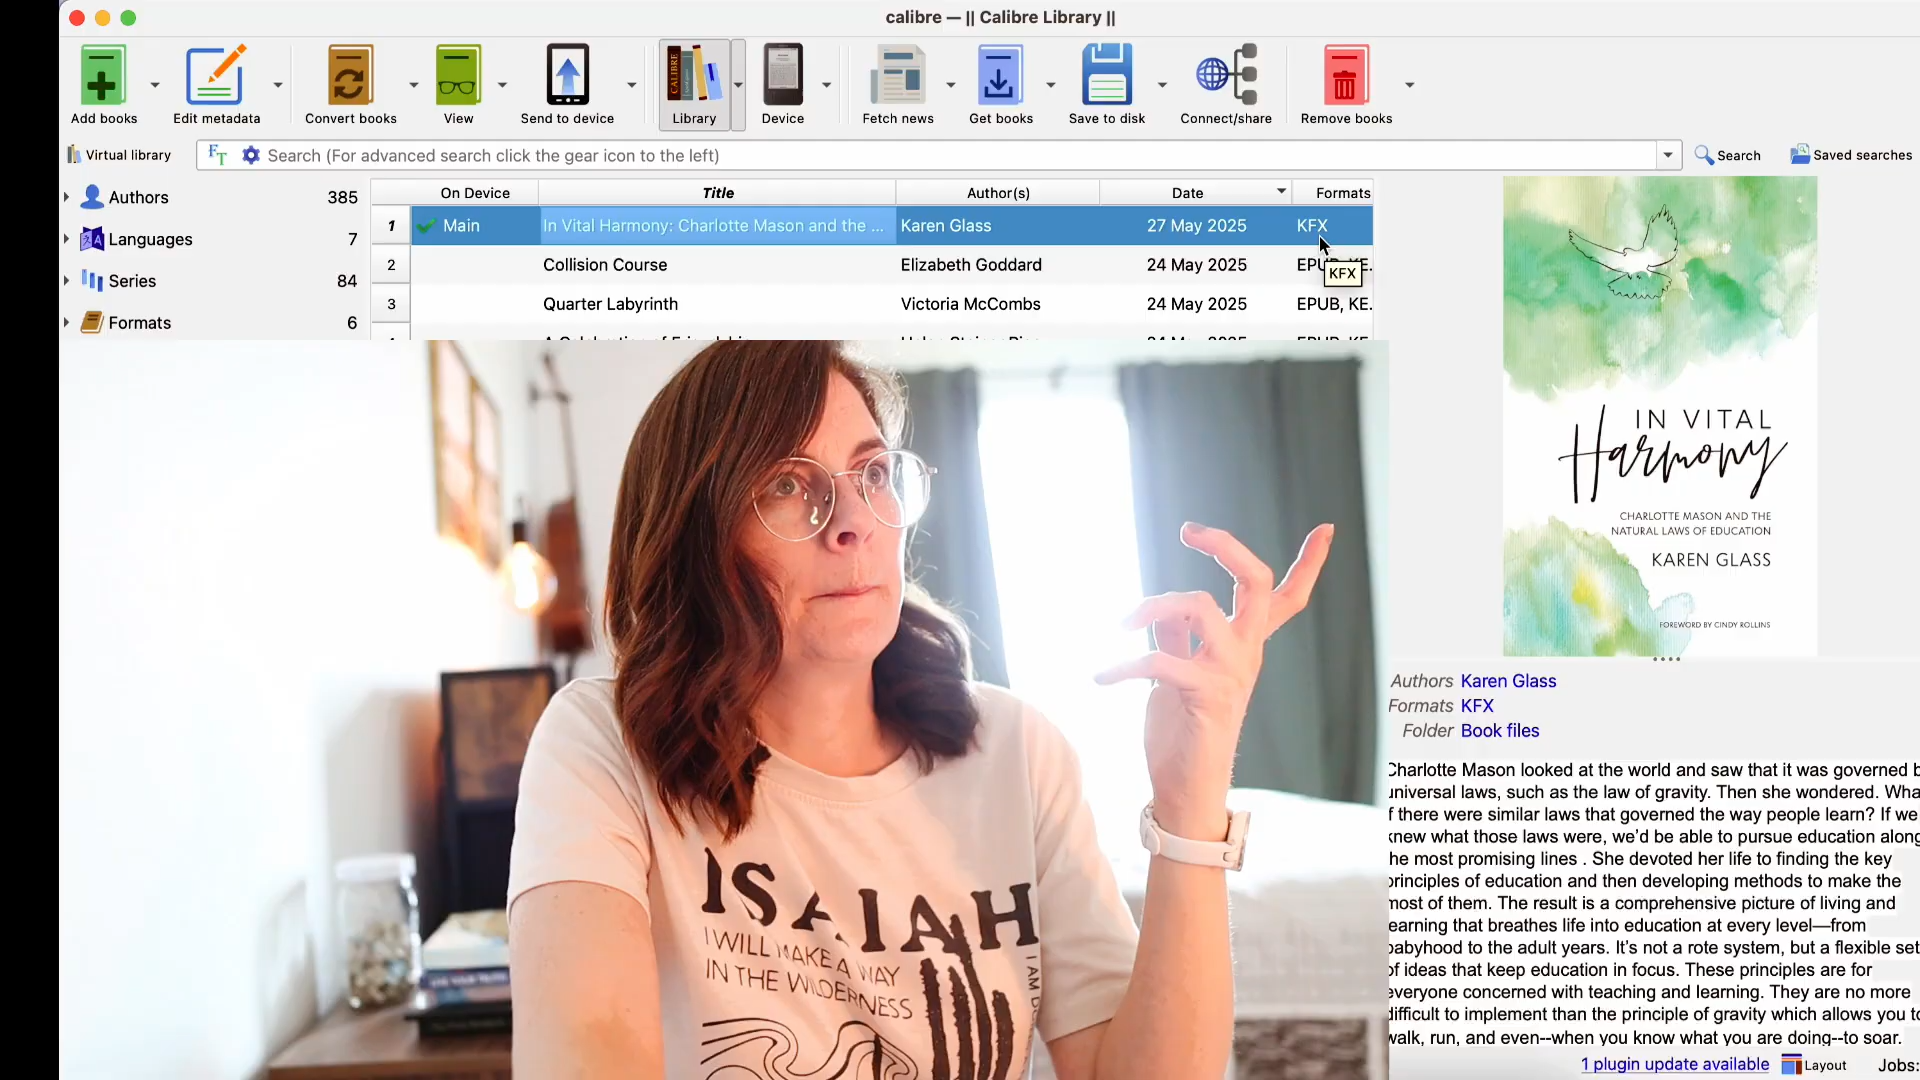 calibre — || Calibre Library ||
Add books
Edit metadata
Convert books
View
Send to device
CALIBRE
Library
Device
Fetch news
Get books
Save to disk
Connect/share
Remove books
Virtual library
FT
Search (For advanced search click the gear icon to the left)
Search
Saved searches
Authors 385
Languages 7
Series 84
Formats 6
On Device Title Author(s) Date Formats
1 Main In Vital Harmony: Charlotte Mason and the ... Karen Glass 27 May 2025 KFX
2 Collision Course Elizabeth Goddard 24 May 2025 EPUB, KE.
KFX
3 Quarter Labyrinth Victoria McCombs 24 May 2025 EPUB, KE.
IN VITAL
Harmony
CHARLOTTE MASON AND THE
NATURAL LAWS OF EDUCATION
KAREN GLASS
FOREWORD BY CINDY ROLLINS
Authors Karen Glass
Formats KFX
Folder Book files
Charlotte Mason looked at the world and saw that it was governed b
universal laws, such as the law of gravity. Then she wondered. Wha
f there were similar laws that governed the way people learn? If we
knew what those laws were, we'd be able to pursue education along
he most promising lines . She devoted her life to finding the key
principles of education and then developing methods to make the
most of them. The result is a comprehensive picture of living and
earning that breathes life into education at every level—from
babyhood to the adult years. It's not a rote system, but a flexible set
of ideas that keep education in focus. These principles are for
everyone concerned with teaching and learning. They are no more
difficult to implement than the principle of gravity which allows you to
walk, run, and even--when you know what you are doing--to soar.
1 plugin update available
Layout
Jobs:
ISAIAH
I WILL MAKE A WAY
IN THE WILDERNESS
I AM